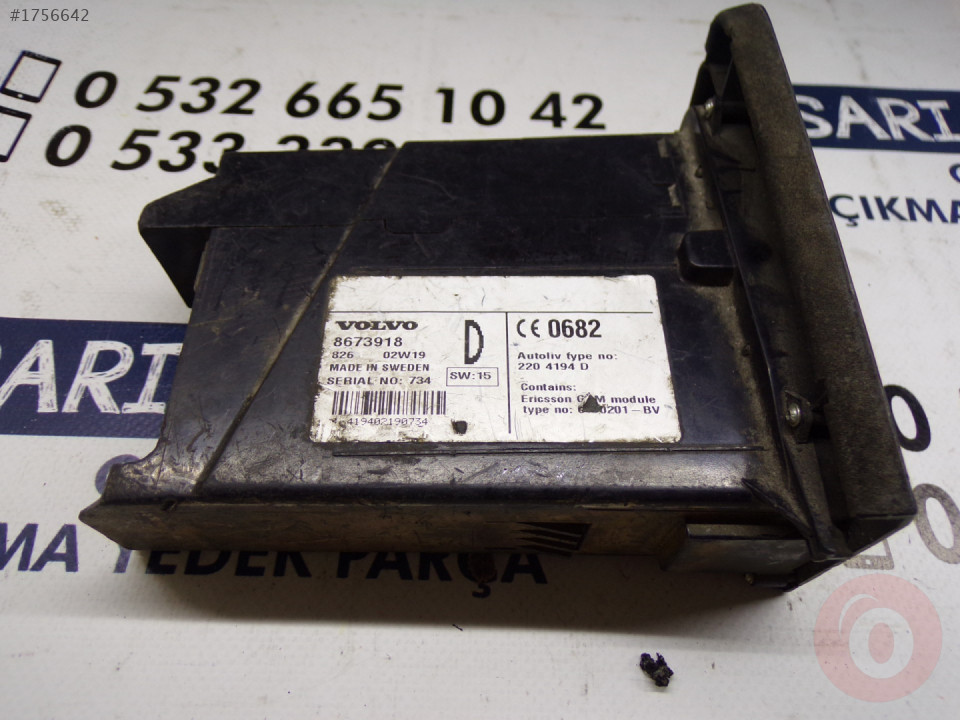 #1756642
0 532 665 10 42
0 533
SARI
ÇIKMA
SARI
VOLVO
8673918
826 02W19
MADE IN SWEDEN
SERIAL NO: 734
419402190734
D
SW:15
CE 0682
Autoliv type no:
220 4194 D
Contains:
Ericsson module
type no:
MA YEDEK PARÇA